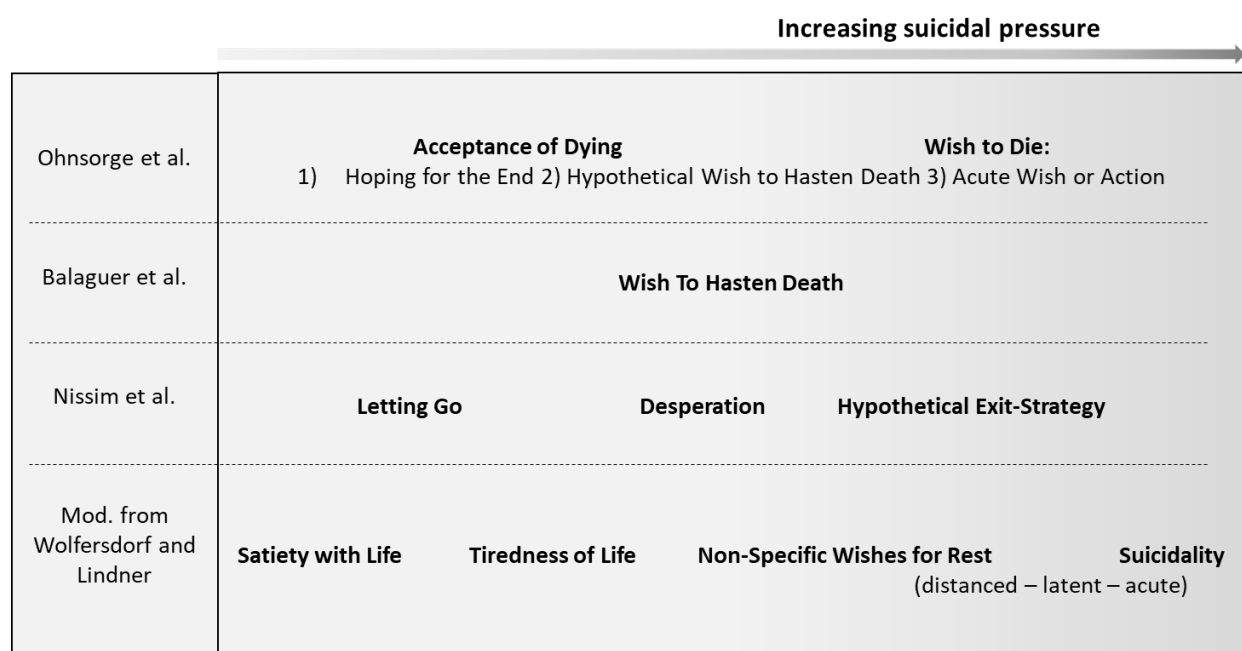 Increasing suicidal pressure
Ohnsorge et al.
Acceptance of Dying Wish to Die:
1) Hoping for the End 2) Hypothetical Wish to Hasten Death 3) Acute Wish or Action
Balaguer et al.
Wish To Hasten Death
Nissim et al.
Letting Go Desperation Hypothetical Exit-Strategy
Mod. from
Wolfersdorf and
Lindner
Satiety with Life Tiredness of Life Non-Specific Wishes for Rest Suicidality
(distanced – latent – acute)